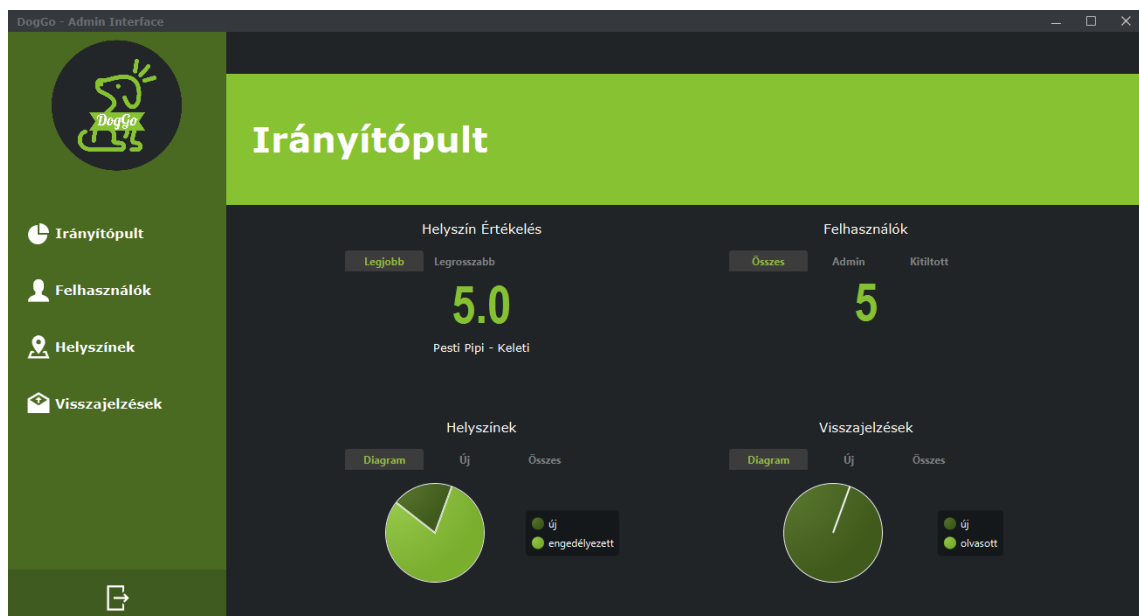 DogGo - Admin Interface
DogGo
Irányítópult
Irányítópult
Felhasználók
Helyszínek
Visszajelzések
Helyszín Értékelés
Legjobb Legrosszabb
5.0
Pesti Pipi - Keleti
Felhasználók
Összes Admin Kitiltott
5
Helyszínek
Diagram Új Összes
új
engedélyezett
Visszajelzések
Diagram Új Összes
új
olvasott